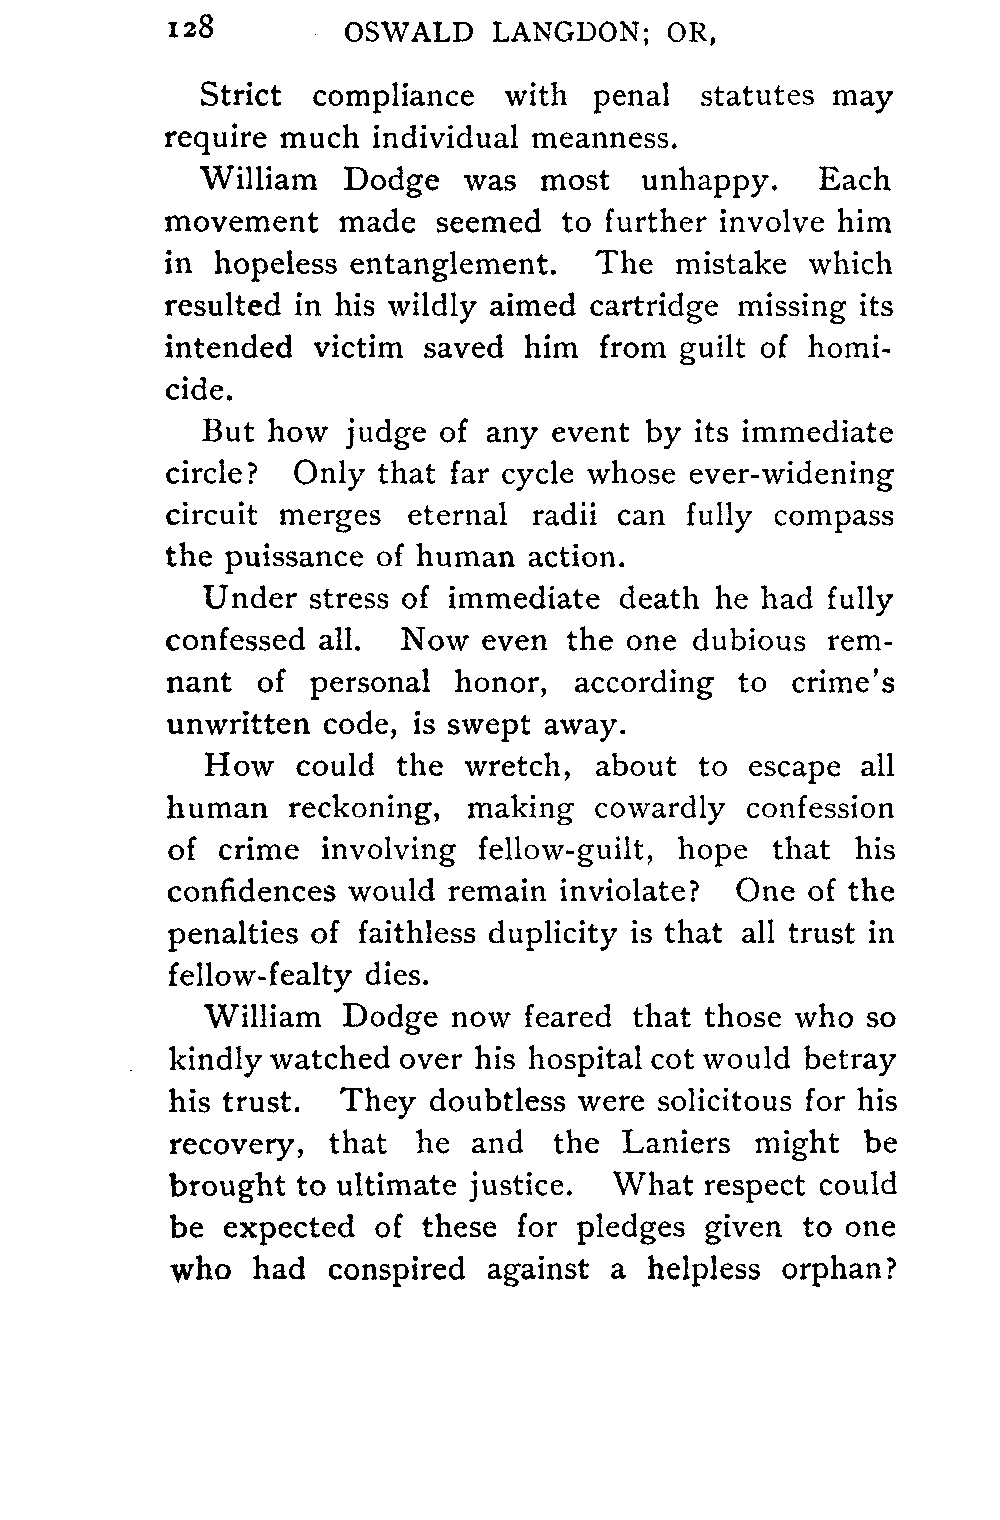 128 OSWALD LANGDON; OR,
Strict compliance with penal statutes may
require much individual meanness.
William Dodge was most unhappy. Each
movement made seemed to further involve him
in hopeless entanglement. The mistake which
resulted in his wildly aimed cartridge missing its
intended victim saved him from guilt of homi-
cide.
But how judge of any event by its immediate
circle? Only that far cycle whose ever-widening
circuit merges eternal radii can fully compass
the puissance of human action.
Under stress of immediate death he had fully
confessed all. Now even the one dubious rem-
nant of personal honor, according to crime's
unwritten code, is swept away.
How could the wretch, about to escape all
human reckoning, making cowardly confession
of crime involving fellow-guilt, hope that his
confidences would remain inviolate? One of the
penalties of faithless duplicity is that all trust in
fellow-fealty dies.
William Dodge now feared that those who so
kindly watched over his hospital cot would betray
his trust. They doubtless were solicitous for his
recovery, that he and the Laniers might be
brought to ultimate justice. What respect could
be expected of these for pledges given to one
who had conspired against a helpless orphan?